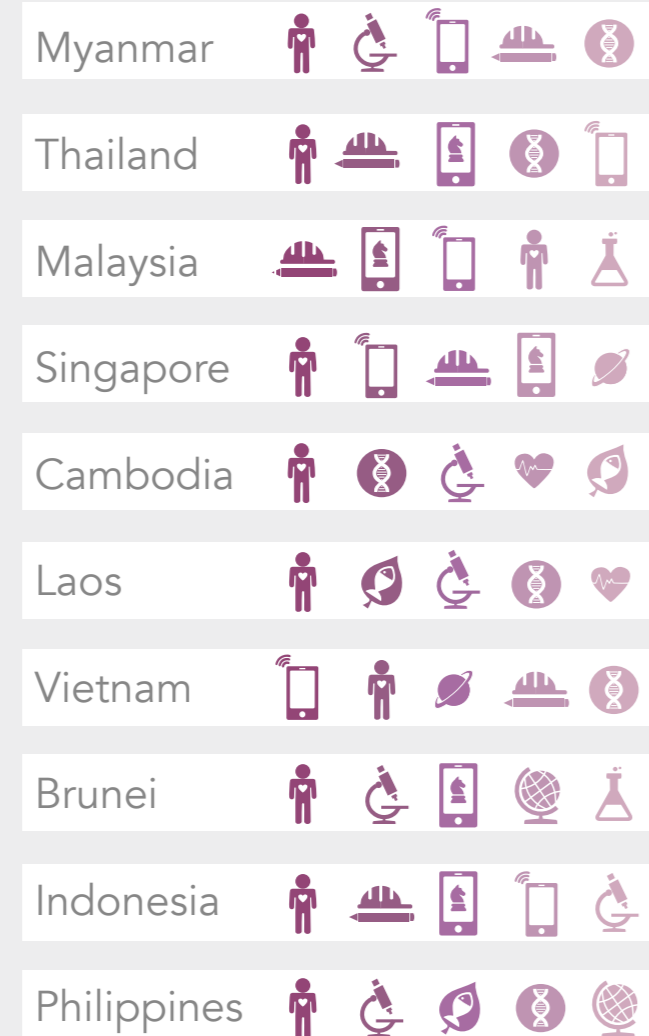 Myanmar
Thailand
Malaysia
Singapore
Cambodia
Laos
Vietnam
Brunei
Indonesia
Philippines